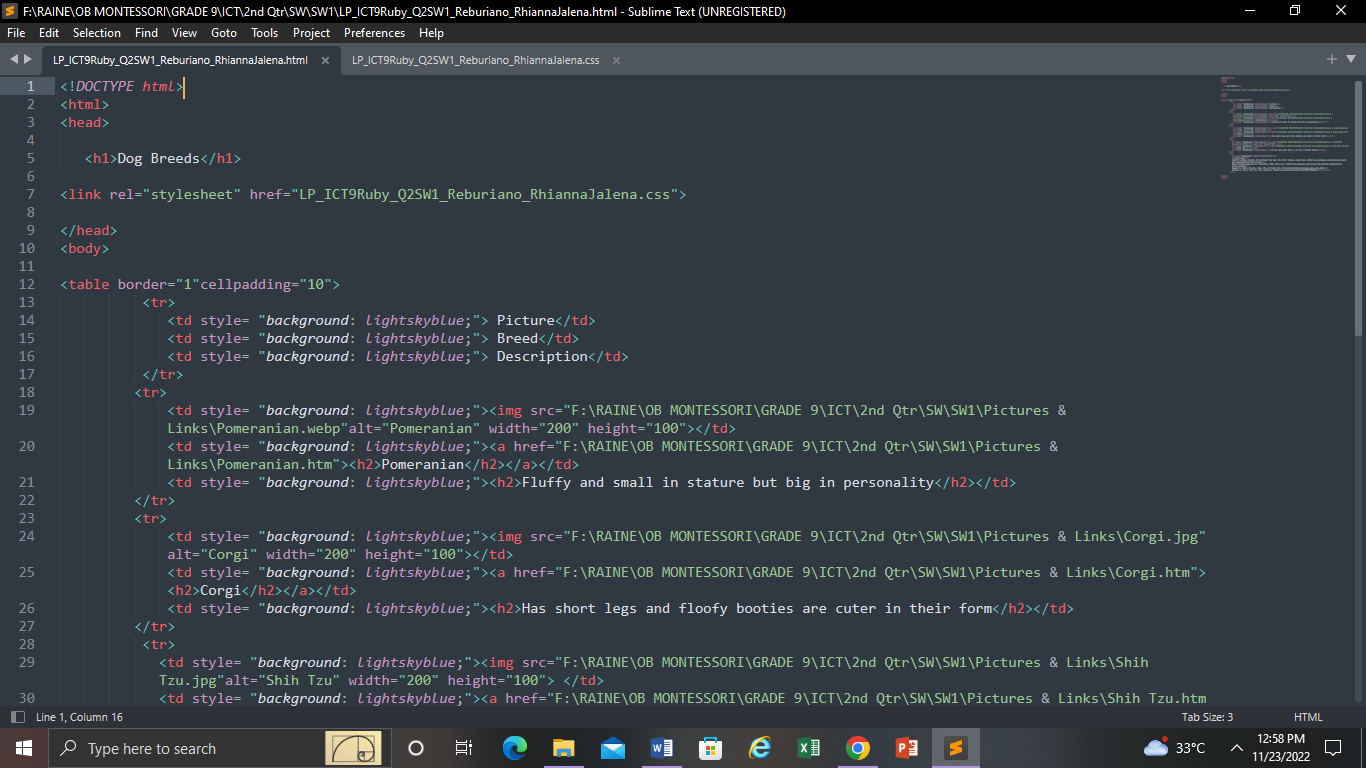 F:\RAINE\OB MONTESSORI\GRADE 9\ICT\2nd Qtr\SW\SW1\LP_ICT9Ruby_Q2SW1_Reburiano_RhiannaJalena.html - Sublime Text (UNREGISTERED)
File Edit Selection Find View Goto Tools Project Preferences Help
LP_ICT9Ruby_Q2SW1_Reburiano_RhiannaJalena.html LP_ICT9Ruby_Q2SW1_Reburiano_RhiannaJalena.css
1 <!DOCTYPE html>
2 <html>
3 <head>
4
5 <h1>Dog Breeds</h1>
6
7 <link rel="stylesheet" href="LP_ICT9Ruby_Q2SW1_Reburiano_RhiannaJalena.css">
8
9 </head>
10 <body>
11
12 <table border="1"cellpadding="10">
13 <tr>
14 <td style= "background: lightskyblue;"> Picture</td>
15 <td style= "background: lightskyblue;"> Breed</td>
16 <td style= "background: lightskyblue;"> Description</td>
17 </tr>
18 <tr>
19 <td style= "background: lightskyblue;"><img src="F:\RAINE\OB MONTESSORI\GRADE 9\ICT\2nd Qtr\SW\SW1\Pictures &
Links\Pomeranian.webp"alt="Pomeranian" width="200" height="100"></td>
20 <td style= "background: lightskyblue;"><a href="F:\RAINE\OB MONTESSORI\GRADE 9\ICT\2nd Qtr\SW\SW1\Pictures &
Links\Pomeranian.htm"><h2>Pomeranian</h2></a></td>
21 <td style= "background: lightskyblue;"><h2>Fluffy and small in stature but big in personality</h2></td>
22 </tr>
23 <tr>
24 <td style= "background: lightskyblue;"><img src="F:\RAINE\OB MONTESSORI\GRADE 9\ICT\2nd Qtr\SW\SW1\Pictures & Links\Corgi.jpg"
alt="Corgi" width="200" height="100"></td>
25 <td style= "background: lightskyblue;"><a href="F:\RAINE\OB MONTESSORI\GRADE 9\ICT\2nd Qtr\SW\SW1\Pictures & Links\Corgi.htm">
<h2>Corgi</h2></a></td>
26 <td style= "background: lightskyblue;"><h2>Has short legs and floofy booties are cuter in their form</h2></td>
27 </tr>
28 <tr>
29 <td style= "background: lightskyblue;"><img src="F:\RAINE\OB MONTESSORI\GRADE 9\ICT\2nd Qtr\SW\SW1\Pictures & Links\Shih
Tzu.jpg"alt="Shih Tzu" width="200" height="100"> </td>
30 <td style= "background: lightskyblue;"><a href="F:\RAINE\OB MONTESSORI\GRADE 9\ICT\2nd Qtr\SW\SW1\Pictures & Links\Shih Tzu.htm
Line 1, Column 16 Tab Size: 3 HTML
Type here to search 33°C 12:58 PM
11/23/2022